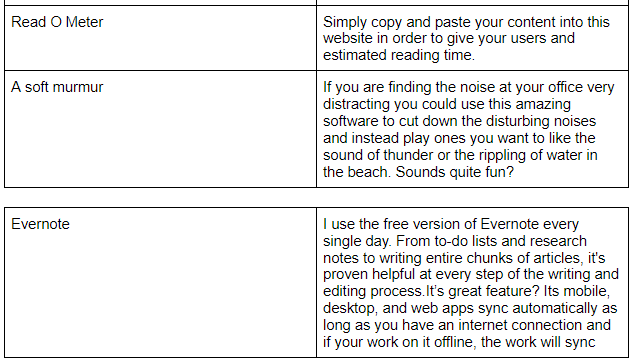 Read O Meter
Simply copy and paste your content into this
website in order to give your users and
estimated reading time.
A soft murmur
If you are finding the noise at your office very
distracting you could use this amazing
software to cut down the disturbing noises
and instead play ones you want to like the
sound of thunder or the rippling of water in
the beach. Sounds quite fun?
Evernote
I use the free version of Evernote every
single day. From to-do lists and research
notes to writing entire chunks of articles, it's
proven helpful at every step of the writing and
editing process.It’s great feature? Its mobile,
desktop, and web apps sync automatically as
long as you have an internet connection and
if your work on it offline, the work will sync